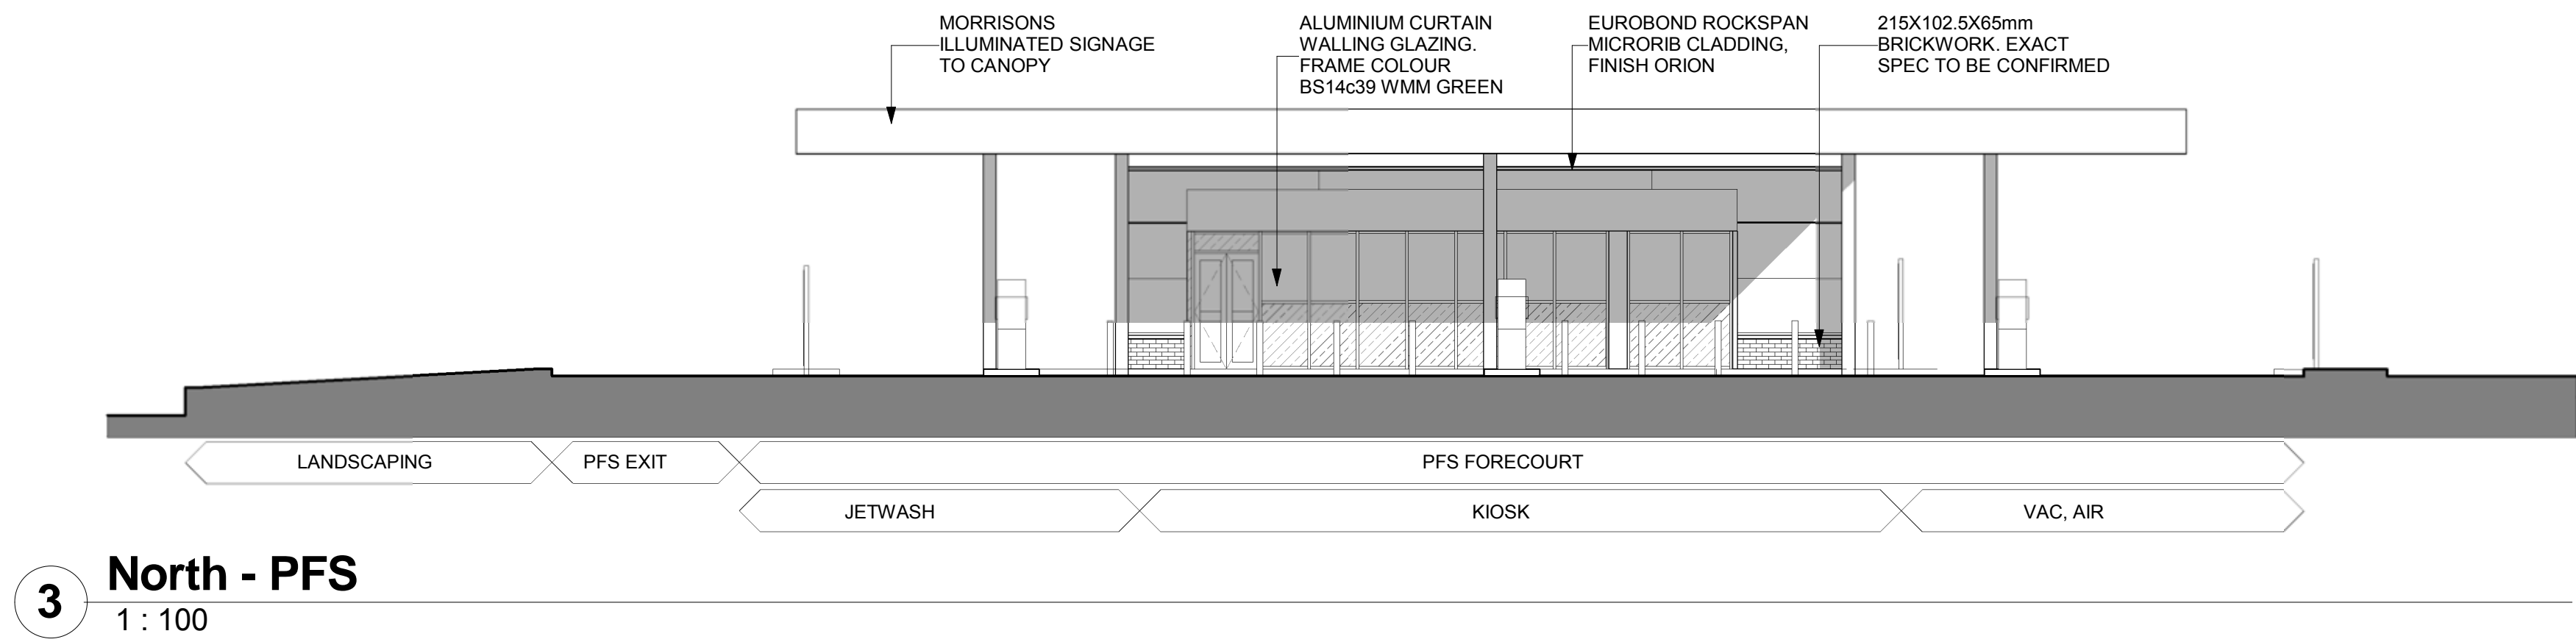 MORRISONS
ILLUMINATED SIGNAGE
TO CANOPY
ALUMINIUM CURTAIN
WALLING GLAZING.
FRAME COLOUR
BS14c39 WMM GREEN
EUROBOND ROCKSPAN
MICRORIB CLADDING,
FINISH ORION
215X102.5X65mm
BRICKWORK. EXACT
SPEC TO BE CONFIRMED
LANDSCAPING
PFS EXIT
PFS FORECOURT
JETWASH
KIOSK
VAC, AIR
3
North - PFS
1 : 100